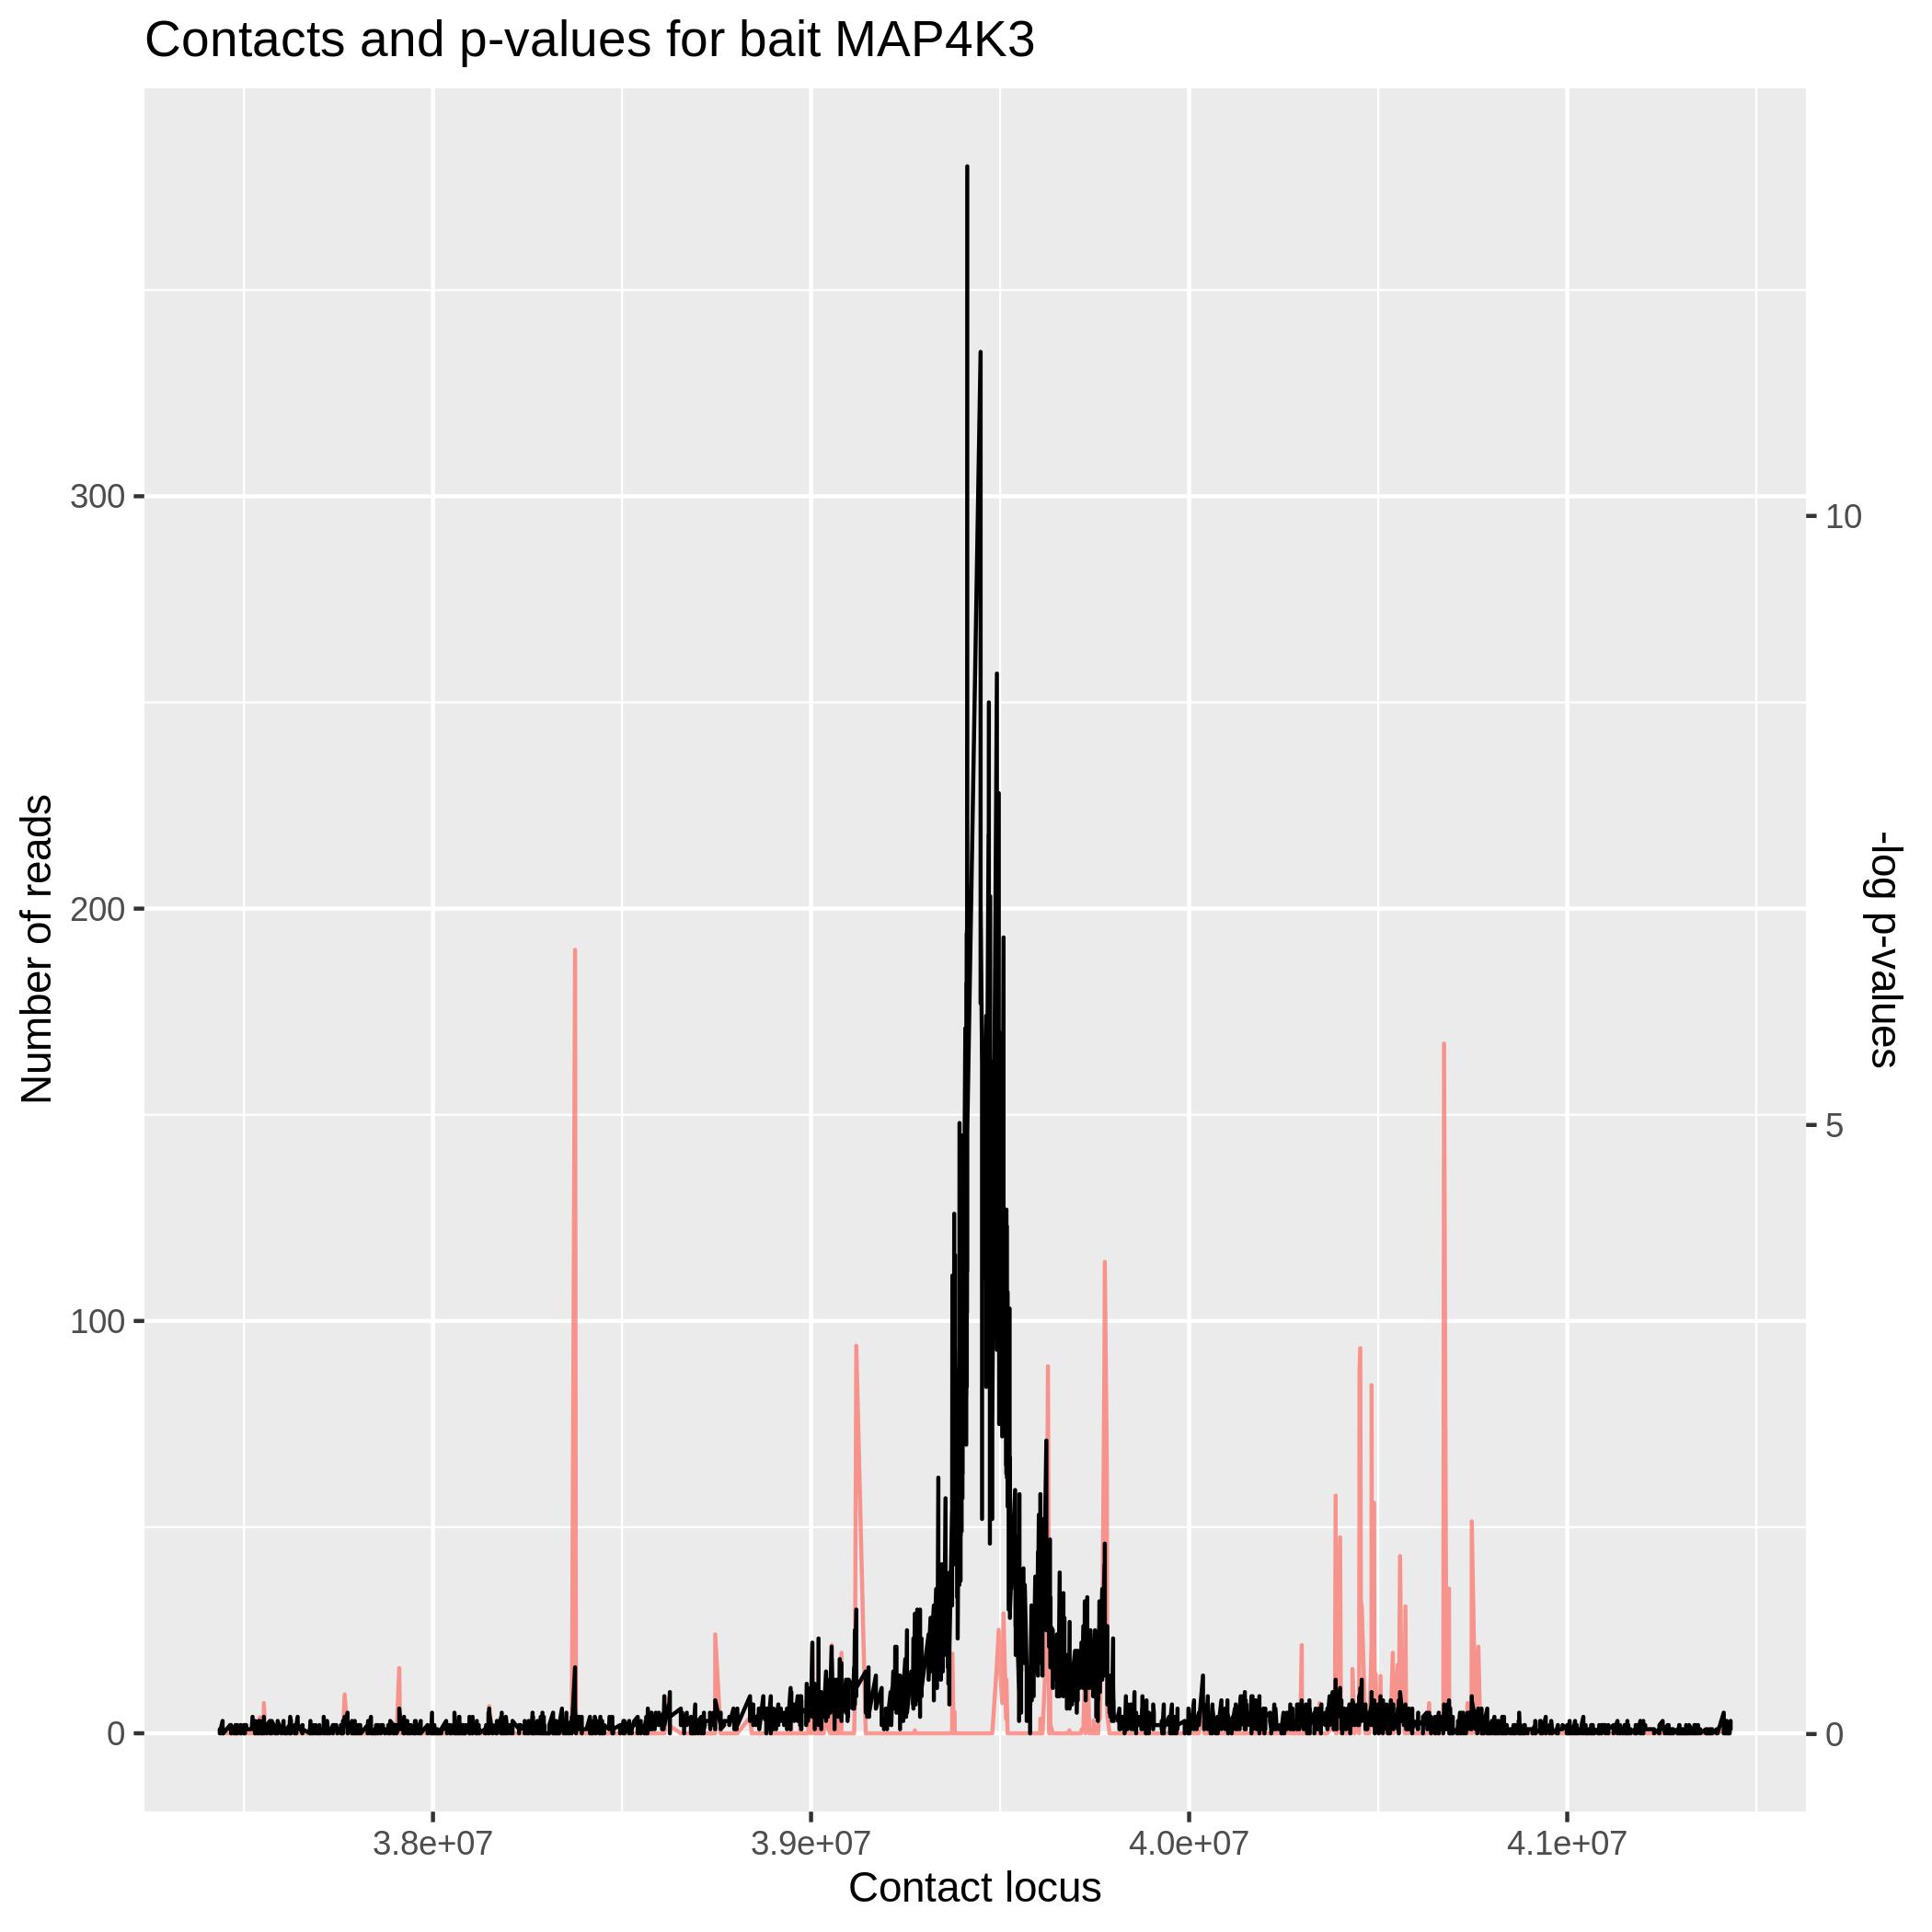 Contacts and p-values for bait MAP4K3
Number of reads
300
200
100
0
10
5
0
-log p-values
3.8e+07 3.9e+07 4.0e+07 4.1e+07
Contact locus